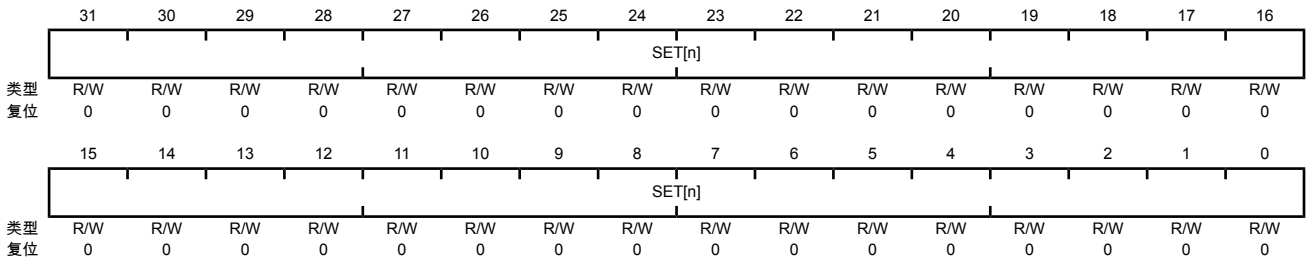 31 30 29 28 27 26 25 24 23 22 21 20 19 18 17 16
SET[n]
类型 R/W R/W R/W R/W R/W R/W R/W R/W R/W R/W R/W R/W R/W R/W R/W R/W
复位 0 0 0 0 0 0 0 0 0 0 0 0 0 0 0 0
15 14 13 12 11 10 9 8 7 6 5 4 3 2 1 0
SET[n]
类型 R/W R/W R/W R/W R/W R/W R/W R/W R/W R/W R/W R/W R/W R/W R/W R/W
复位 0 0 0 0 0 0 0 0 0 0 0 0 0 0 0 0